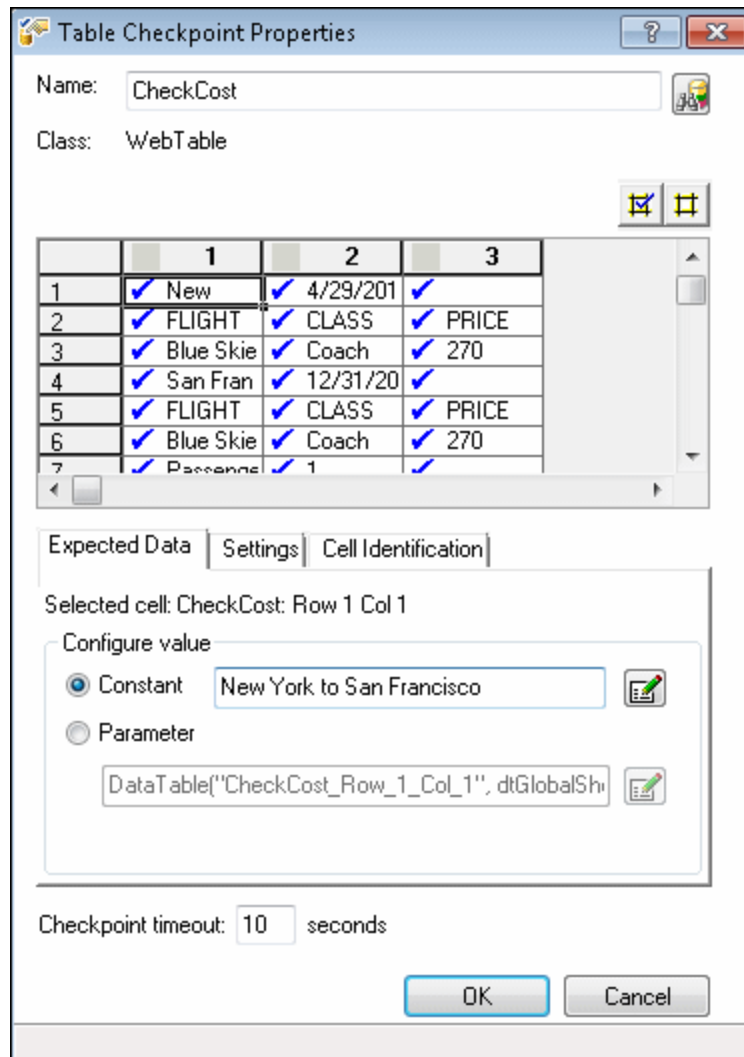 Table Checkpoint Properties
Name: CheckCost
Class: WebTable
1 2 3
1 New 4/29/201
2 FLIGHT CLASS PRICE
3 Blue Skie Coach 270
4 San Fran 12/31/20
5 FLIGHT CLASS PRICE
6 Blue Skie Coach 270
7 Passenge 1
Expected Data Settings Cell Identification
Selected cell: CheckCost: Row 1 Col 1
Configure value
Constant New York to San Francisco
Parameter
DataTable("CheckCost_Row_1_Col_1", dtGlobalSh
Checkpoint timeout: 10 seconds
OK Cancel